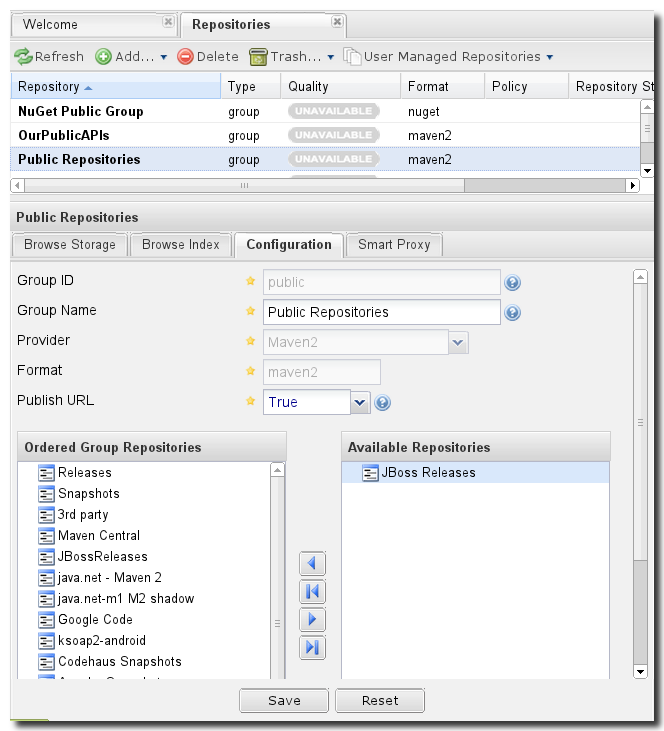 Welcome Repositories
Refresh Add... Delete Trash... User Managed Repositories
Repository Type Quality Format Policy Repository St
NuGet Public Group group UNAVAILABLE nuget
OurPublicAPIs group UNAVAILABLE maven2
Public Repositories group UNAVAILABLE maven2
Public Repositories
Browse Storage Browse Index Configuration Smart Proxy
Group ID public
Group Name Public Repositories
Provider Maven2
Format maven2
Publish URL True
Ordered Group Repositories Available Repositories
Releases JBoss Releases
Snapshots
3rd party
Maven Central
JBossReleases
java.net - Maven 2
java.net-m1 M2 shadow
Google Code
ksoap2-android
Codehaus Snapshots
Save Reset